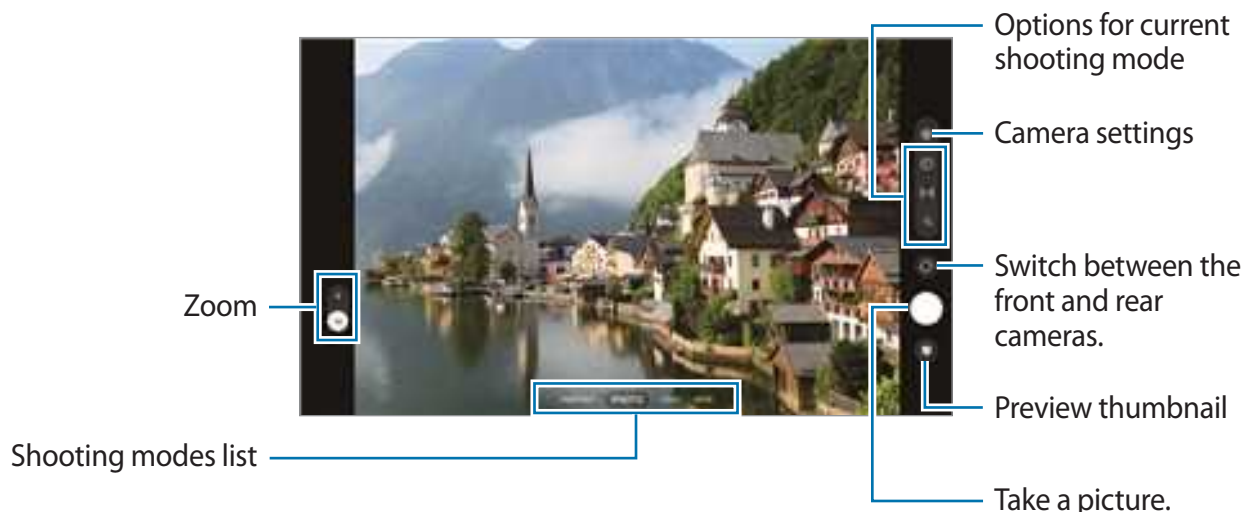 Options for current
shooting mode
Camera settings
Switch between the
front and rear
cameras.
Zoom
PHOTO
Preview thumbnail
Shooting modes list
Take a picture.